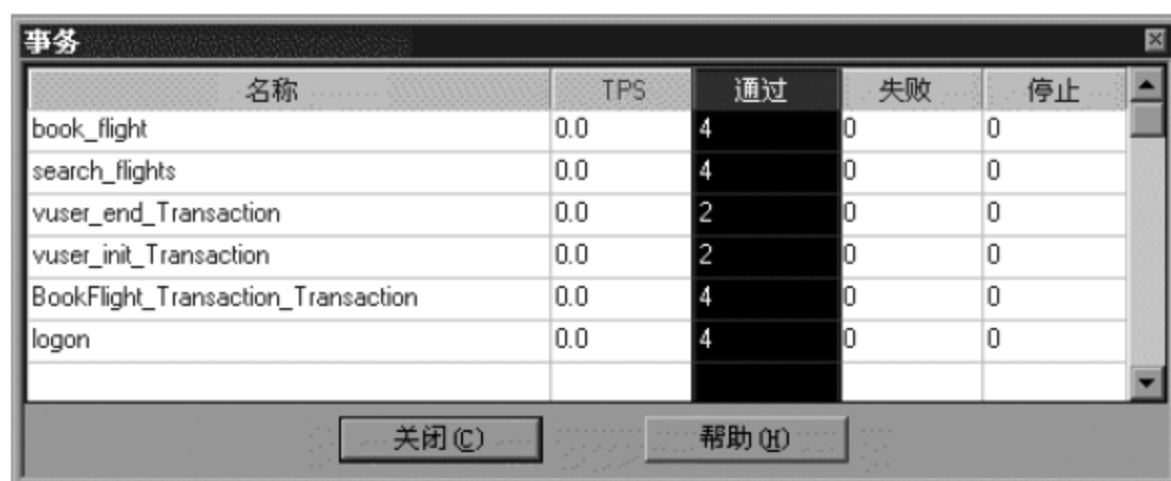 事务
名称 TPS 通过 失败 停止
book_flight 0.0 4 0 0
search_flights 0.0 4 0 0
vuser_end_Transaction 0.0 2 0 0
vuser_init_Transaction 0.0 2 0 0
BookFlight_Transaction_Transaction 0.0 4 0 0
logon 0.0 4 0 0
关闭(C) 帮助(H)